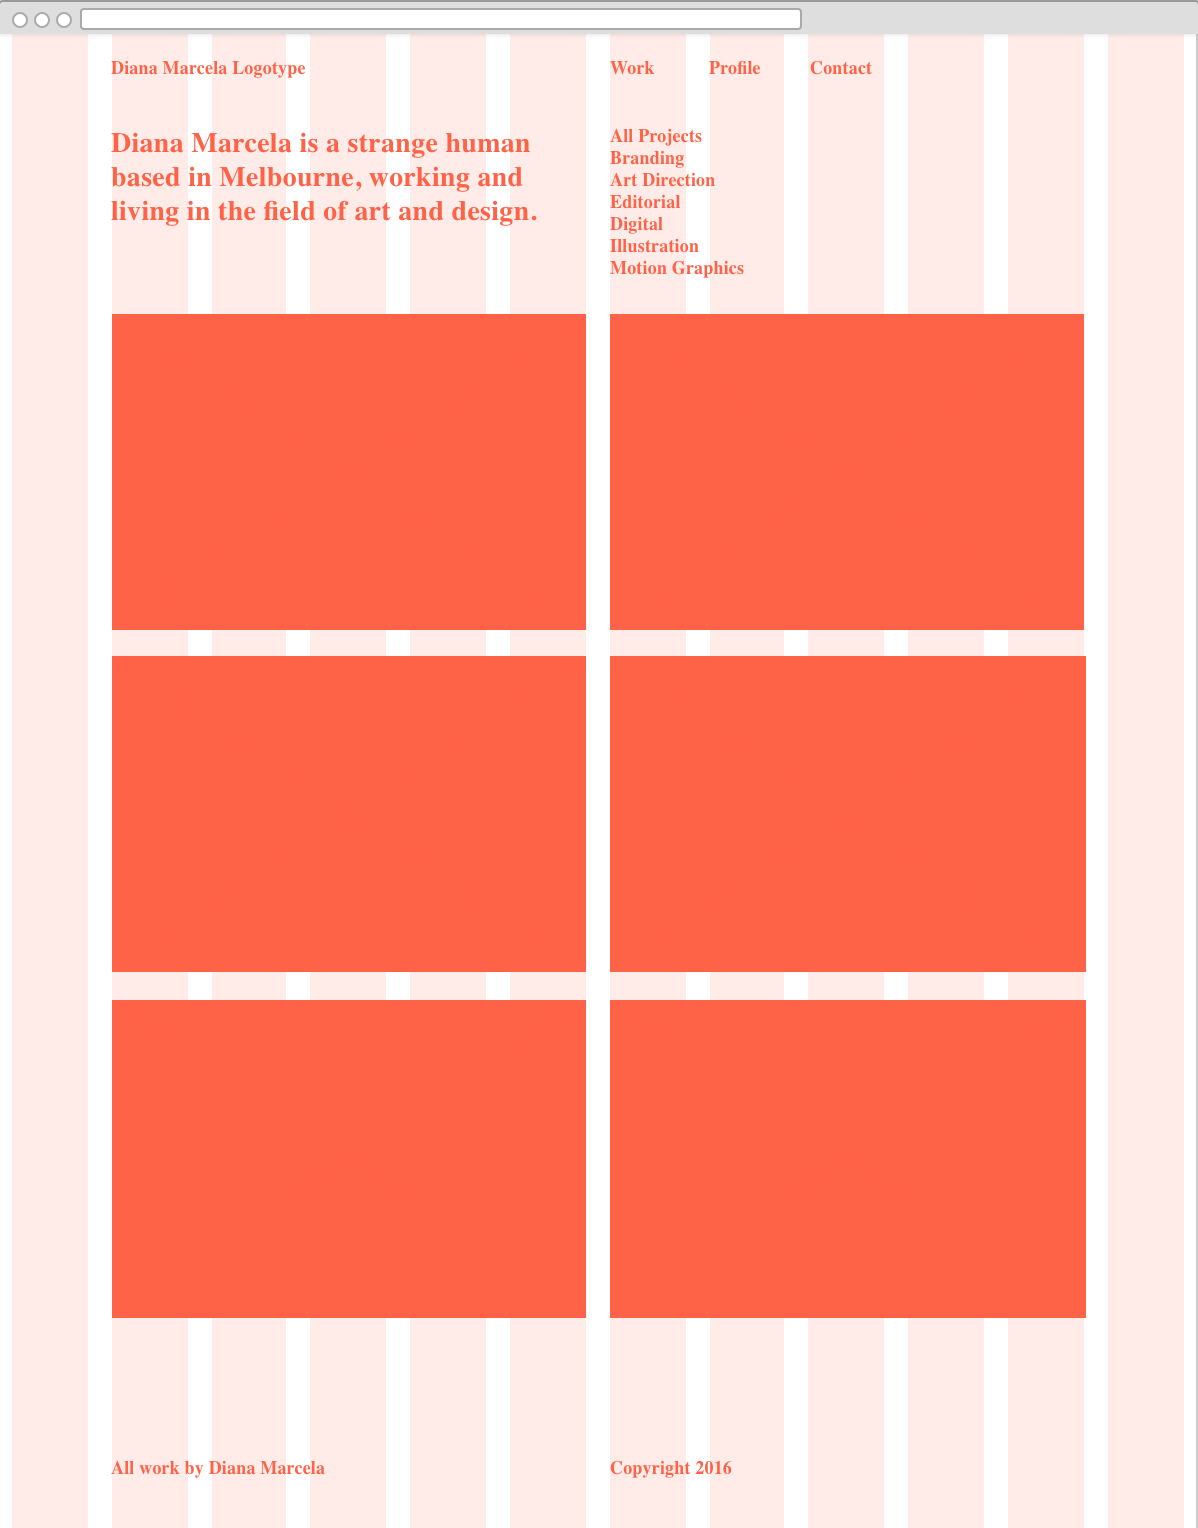 Diana Marcela Logotype
Work
Profile
Contact
Diana Marcela is a strange human
based in Melbourne, working and
living in the field of art and design.
All Projects
Branding
Art Direction
Editorial
Digital
Illustration
Motion Graphics
All work by Diana Marcela
Copyright 2016